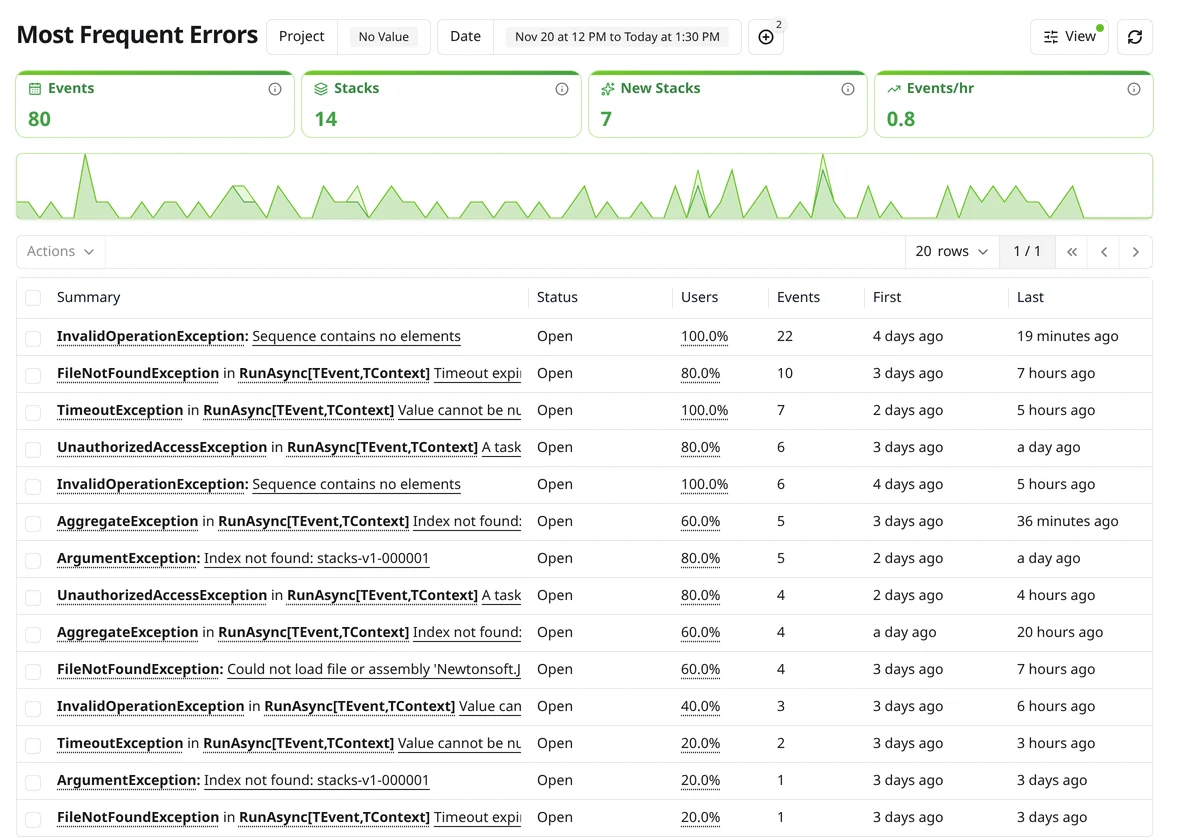 Most Frequent Errors Project No Value Date Nov 20 at 12 PM to Today at 1:30 PM 2 View
Events Stacks New Stacks Events/hr
80 14 7 0.8
Actions 20 rows 1 / 1
Summary Status Users Events First Last
InvalidOperationException: Sequence contains no elements Open 100.0% 22 4 days ago 19 minutes ago
FileNotFoundException in RunAsync[TEvent,TContext] Timeout expi Open 80.0% 10 3 days ago 7 hours ago
TimeoutException in RunAsync[TEvent,TContext] Value cannot be nu Open 100.0% 7 2 days ago 5 hours ago
UnauthorizedAccessException in RunAsync[TEvent,TContext] A task Open 80.0% 6 3 days ago a day ago
InvalidOperationException: Sequence contains no elements Open 100.0% 6 4 days ago 5 hours ago
AggregateException in RunAsync[TEvent,TContext] Index not found: Open 60.0% 5 3 days ago 36 minutes ago
ArgumentException: Index not found: stacks-v1-000001 Open 80.0% 5 2 days ago a day ago
UnauthorizedAccessException in RunAsync[TEvent,TContext] A task Open 80.0% 4 2 days ago 4 hours ago
AggregateException in RunAsync[TEvent,TContext] Index not found: Open 60.0% 4 a day ago 20 hours ago
FileNotFoundException: Could not load file or assembly 'Newtonsoft.J Open 60.0% 4 3 days ago 7 hours ago
InvalidOperationException in RunAsync[TEvent,TContext] Value can Open 40.0% 3 3 days ago 6 hours ago
TimeoutException in RunAsync[TEvent,TContext] Value cannot be nu Open 20.0% 2 3 days ago 3 hours ago
ArgumentException: Index not found: stacks-v1-000001 Open 20.0% 1 3 days ago 3 days ago
FileNotFoundException in RunAsync[TEvent,TContext] Timeout expi Open 20.0% 1 3 days ago 3 days ago